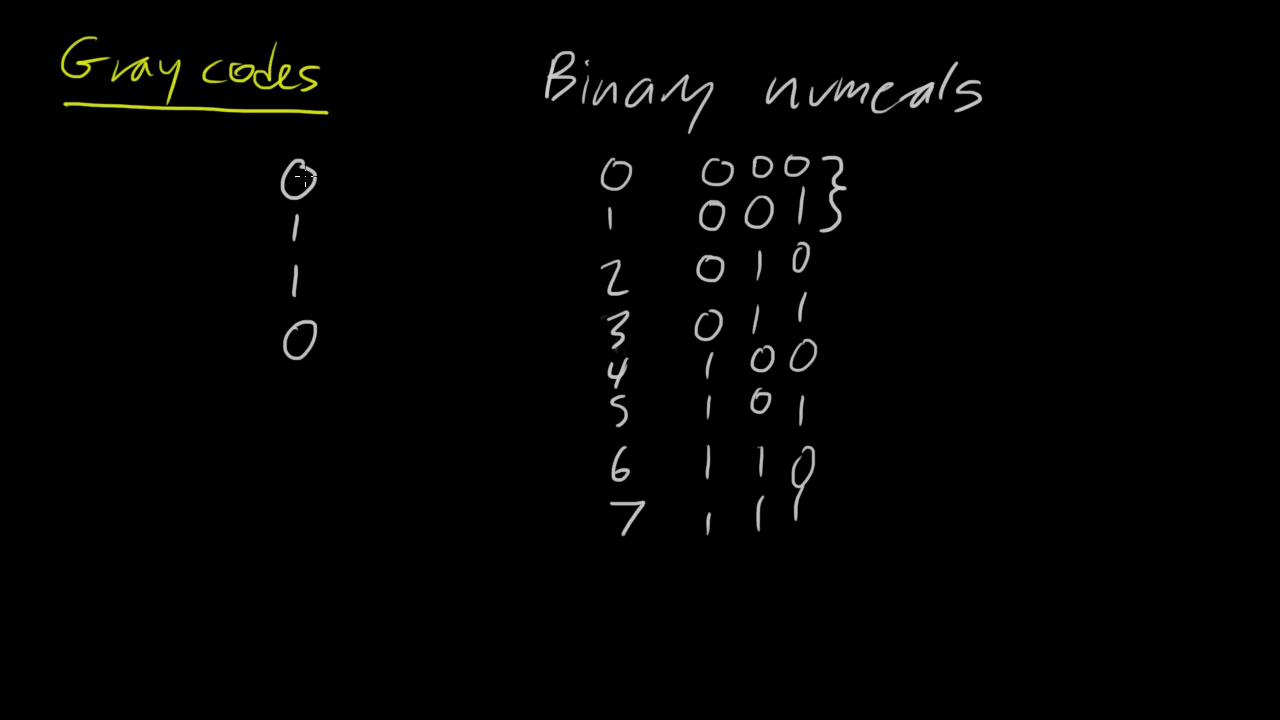 Gray codes
0
1
1
0
Binary numeals
0 0 0 0 }
1 0 0 1
2 0 1 0
3 0 1 1
4 1 0 0
5 1 0 1
6 1 1 0
7 1 1 1